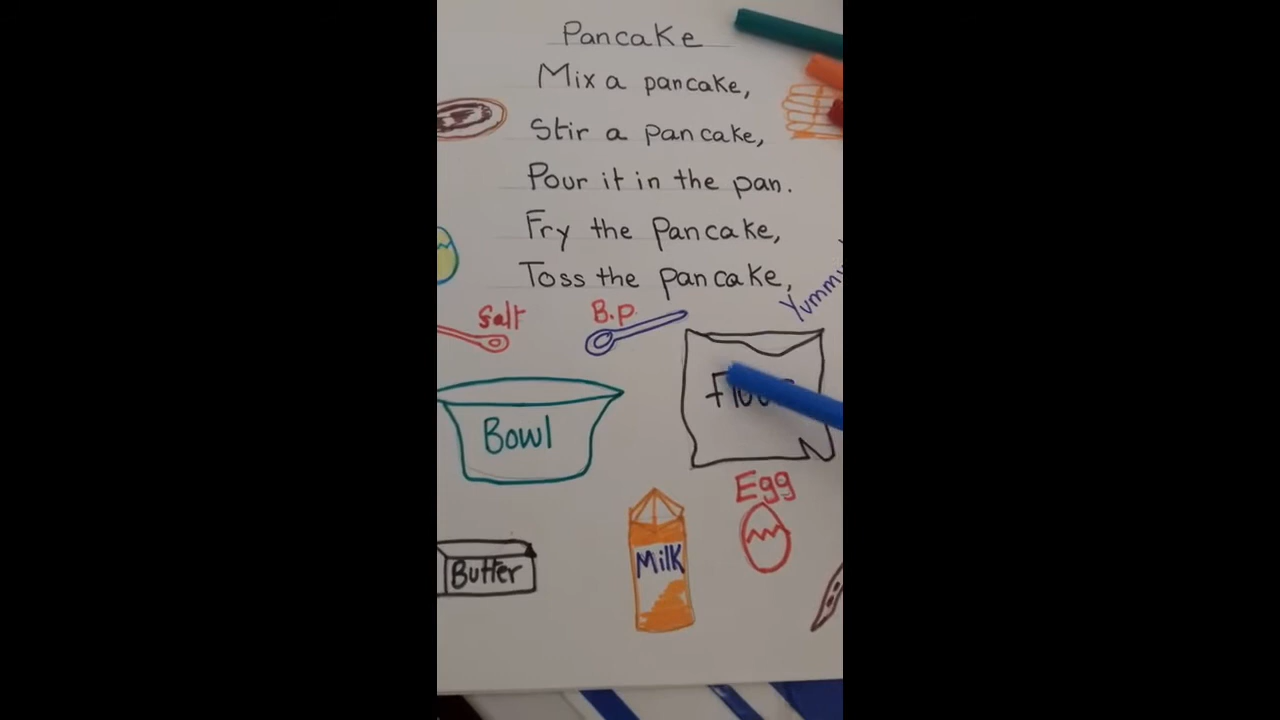 Pancake
Mix a pancake,
Stir a pancake,
Pour it in the pan.
Fry the Pancake,
Toss the pancake,
Salt
B.p.
Bowl
Egg
Milk
Butter